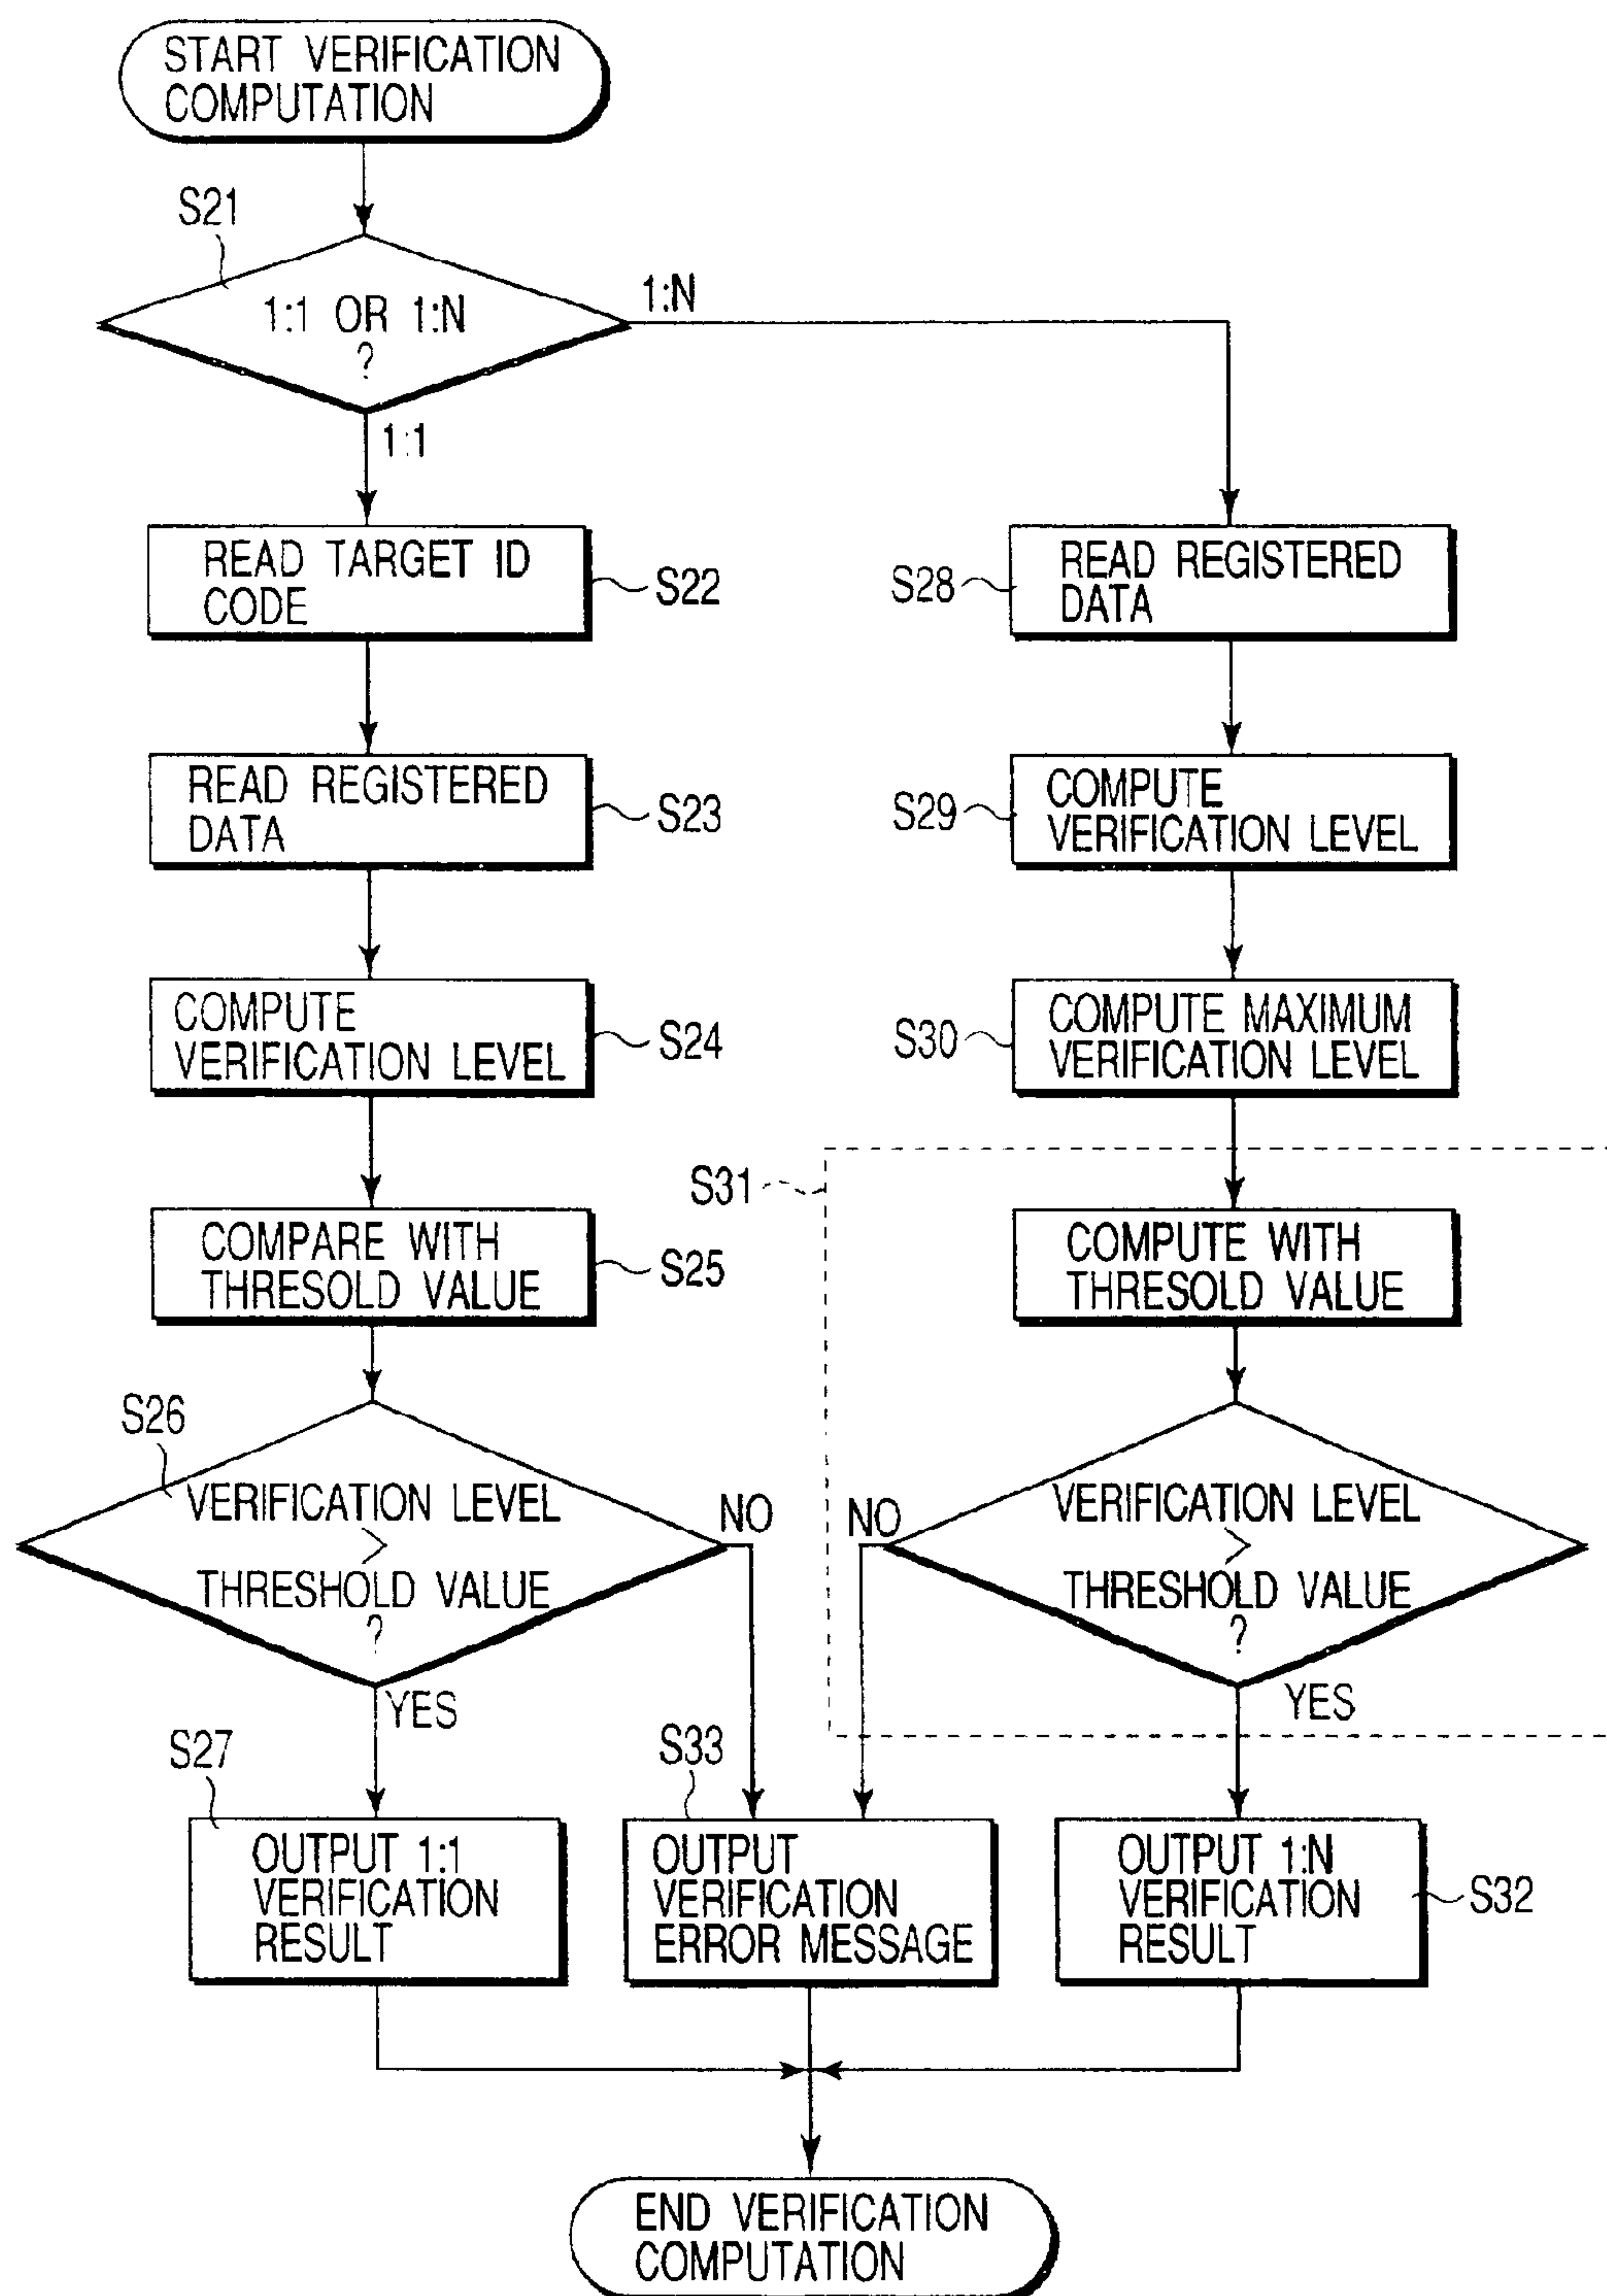 START VERIFICATION
COMPUTATION
S21
1:1 OR 1:N
?
1:N
1:1
READ TARGET ID
CODE
S22
S28
READ REGISTERED
DATA
READ REGISTERED
DATA
S23
S29
COMPUTE
VERIFICATION LEVEL
COMPUTE
VERIFICATION LEVEL
S24
S30
COMPUTE MAXIMUM
VERIFICATION LEVEL
S31
COMPARE WITH
THRESOLD VALUE
S25
COMPUTE WITH
THRESOLD VALUE
S26
VERIFICATION LEVEL
>
THRESHOLD VALUE
?
NO
YES
NO
VERIFICATION LEVEL
>
THRESHOLD VALUE
?
YES
S27
OUTPUT 1:1
VERIFICATION
RESULT
S33
OUTPUT
VERIFICATION
ERROR MESSAGE
OUTPUT 1:N
VERIFICATION
RESULT
S32
END VERIFICATION
COMPUTATION